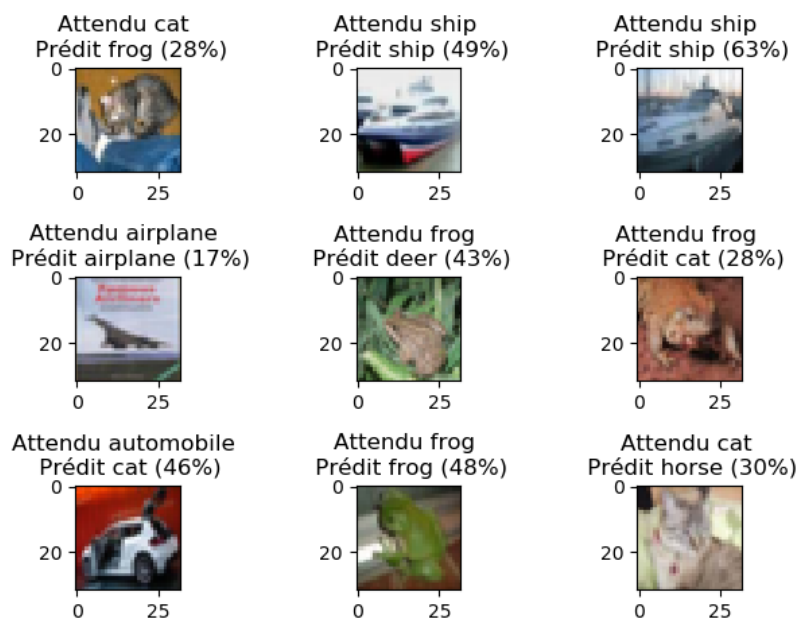 Attendu cat
Prédit frog (28%)
0
20
0 25
Attendu ship
Prédit ship (49%)
0
20
0 25
Attendu ship
Prédit ship (63%)
0
20
0 25
Attendu airplane
Prédit airplane (17%)
0
20
0 25
Attendu frog
Prédit deer (43%)
0
20
0 25
Attendu frog
Prédit cat (28%)
0
20
0 25
Attendu automobile
Prédit cat (46%)
0
20
0 25
Attendu frog
Prédit frog (48%)
0
20
0 25
Attendu cat
Prédit horse (30%)
0
20
0 25